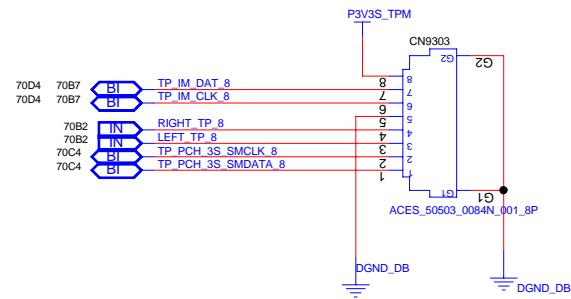 P3V3S_TPM
CN9303
G2
G2
8
8
70D4 70B7 BI TP_IM_DAT_8
7
7
70D4 70B7 BI TP_IM_CLK_8
6
6
5
5
70B2 IN RIGHT_TP_8
4
4
70B2 IN LEFT_TP_8
3
3
70C4 BI TP_PCH_3S_SMCLK_8
2
2
70C4 BI TP_PCH_3S_SMDATA_8
1
1
G1
G1
ACES_50503_0084N_001_8P
DGND_DB
DGND_DB